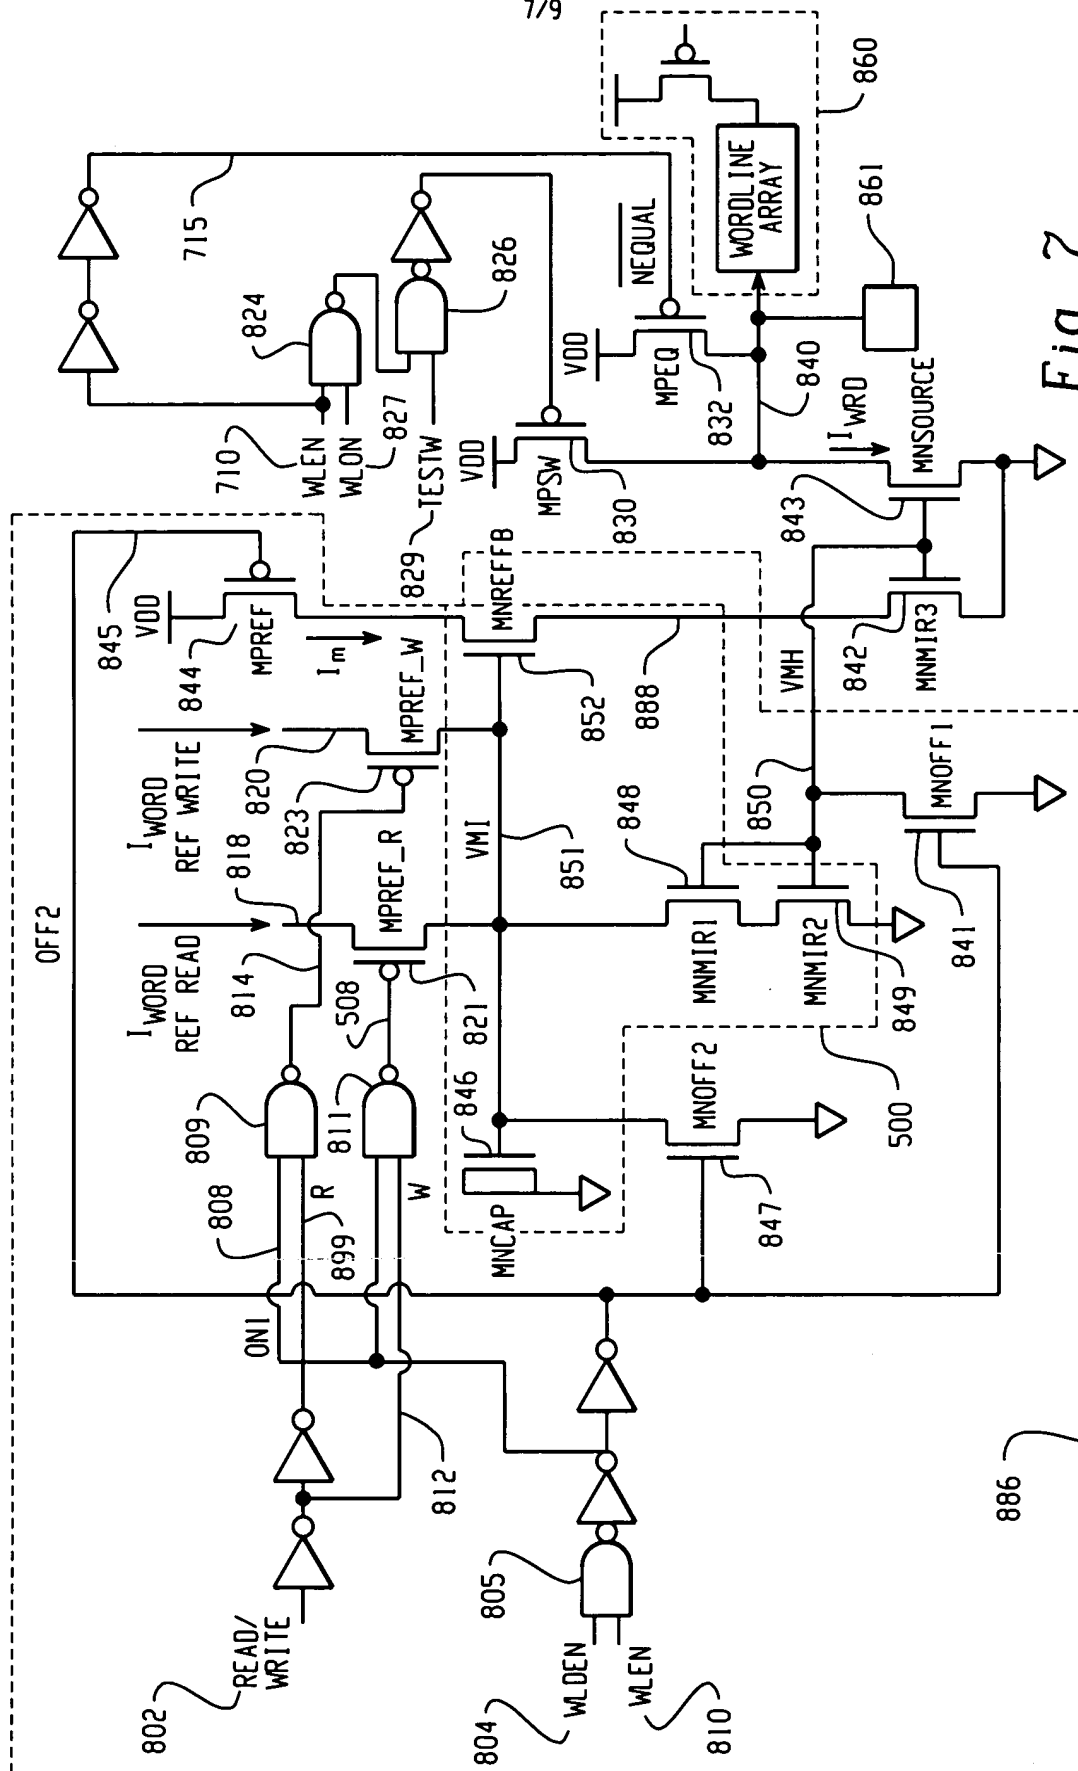 7/9
860
WORDLINE
ARRAY
861
715
824
826
NEQUAL
VDD
MPEQ
832
840
IWRD
MNSOURCE
Fig. 7
710
WLEN
WLON
827
TESTW
829
VDD
MPSW
830
843
845
VDD
844
MPREF
Im
MNREFFB
852
888
VMH
842
MNMIR3
OFF2
IWORD
REF WRITE
820
823
MPREF_W
IWORD
REF READ
818
814
MPREF_R
508
821
VMI
851
848
850
MNMIR1
MNMIR2
849
MNOFF1
841
809
811
808
R
899
W
846
MNCAP
MNOFF2
847
500
ON1
812
802
READ/
WRITE
805
804
WLDEN
WLEN
810
886